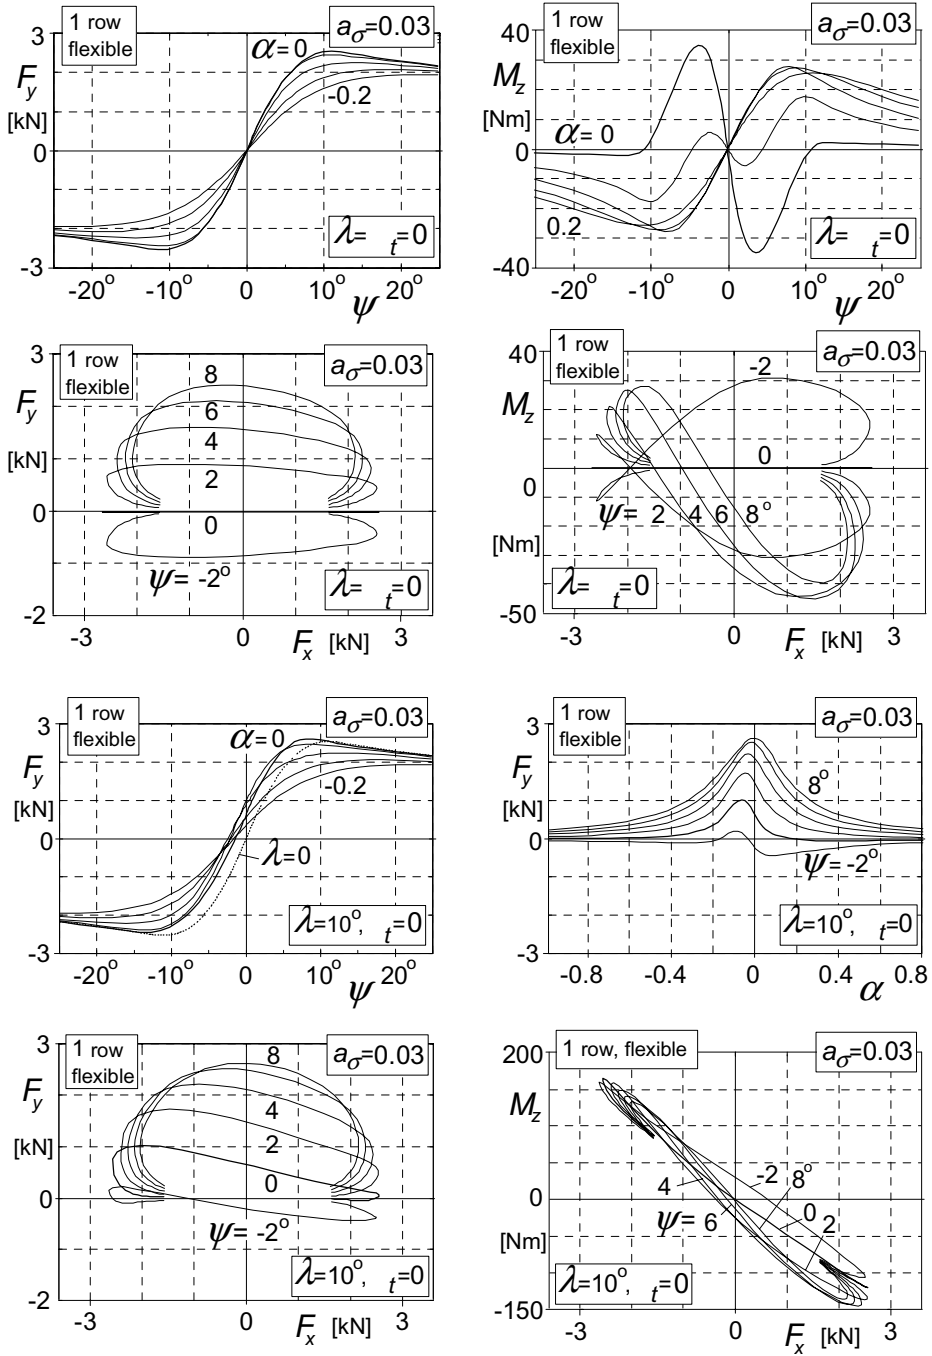 1 row
flexible
a_σ=0.03
3
F_y
[kN]
0
-3
α=0
-0.2
λ= _t=0
-20° -10° 0 10° 20°
ψ
1 row
flexible
a_σ=0.03
40
M_z
[Nm]
α=0
0
0.2
-40
λ= _t=0
-20° -10° 0 10° 20°
ψ
1 row
flexible
a_σ=0.03
3
F_y
[kN]
0
-2
8
6
4
2
0
ψ=-2°
λ= _t=0
-3 0 3
F_x [kN]
1 row
flexible
a_σ=0.03
40
M_z
0
[Nm]
-50
-2
0
ψ= 2 4 6 8°
λ= _t=0
-3 0 3
F_x [kN]
1 row
flexible
a_σ=0.03
3
F_y
[kN]
0
-3
α=0
-0.2
λ=0
λ=10°, _t=0
-20° -10° 0 10° 20°
ψ
1 row
flexible
a_σ=0.03
3
F_y
[kN]
0
-3
8°
ψ=-2°
λ=10°, _t=0
-0.8 -0.4 0 0.4 0.8
α
1 row
flexible
a_σ=0.03
3
F_y
[kN]
0
-2
8
4
2
0
ψ=-2°
λ=10°, _t=0
-3 0 3
F_x [kN]
1 row, flexible
a_σ=0.03
200
M_z
0
[Nm]
-150
-2
8°
4
ψ= 6
0
2
λ=10°, _t=0
-3 0 3
F_x [kN]